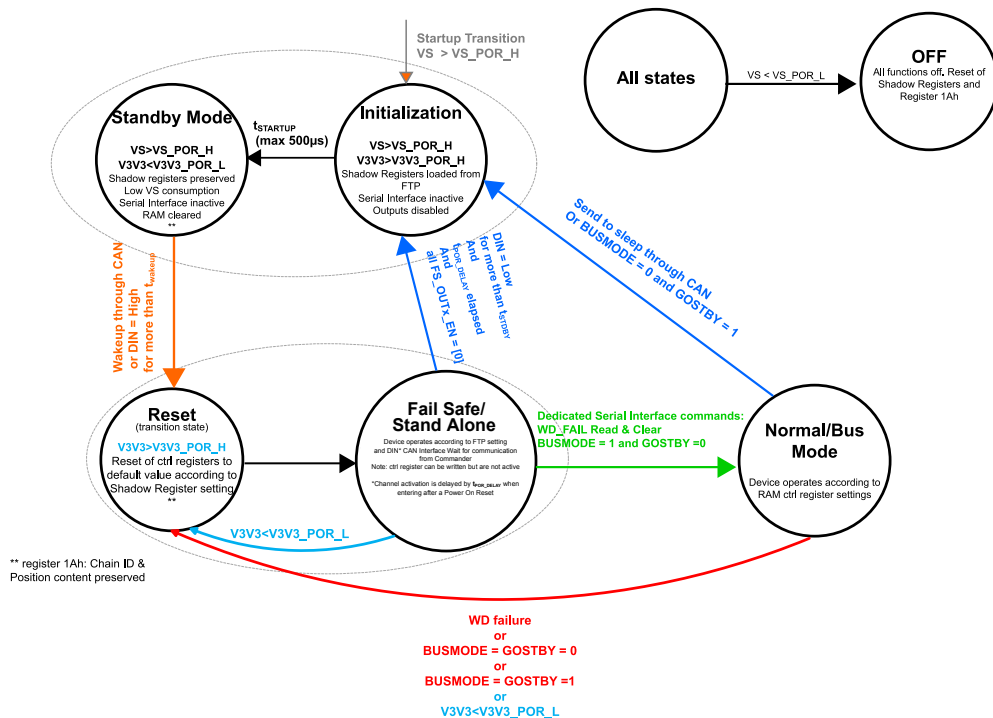 Startup Transition
VS > VS_POR_H
All states
VS < VS_POR_L
OFF
All functions off. Reset of
Shadow Registers and
Register 1Ah
Standby Mode
VS>VS_POR_H
V3V3<V3V3_POR_L
Shadow registers preserved
Low VS consumption
Serial Interface inactive
RAM cleared
**
tSTARTUP
(max 500µs)
Initialization
VS>VS_POR_H
V3V3>V3V3_POR_H
Shadow Registers loaded from
FTP
Serial Interface inactive
Outputs disabled
Wakeup through CAN
or DIN = High
for more than twakeup
DIN = Low
for more than tSTDBY
And
tPOR_DELAY elapsed
And
all FS_OUTx_EN = [0]
Send to sleep through CAN
Or BUSMODE = 0 and GOSTBY = 1
Reset
(transition state)
V3V3>V3V3_POR_H
Reset of ctrl registers to
default value according to
Shadow Register setting
**
Fail Safe/
Stand Alone
Device operates according to FTP setting
and DIN* CAN Interface Wait for communication
from Commander
Note: ctrl register can be written but are not active
*Channel activation is delayed by tPOR_DELAY when
entering after a Power On Reset
Dedicated Serial Interface commands:
WD_FAIL Read & Clear
BUSMODE = 1 and GOSTBY =0
Normal/Bus
Mode
Device operates according to
RAM ctrl register settings
V3V3<V3V3_POR_L
** register 1Ah: Chain ID &
Position content preserved
WD failure
or
BUSMODE = GOSTBY = 0
or
BUSMODE = GOSTBY =1
or
V3V3<V3V3_POR_L